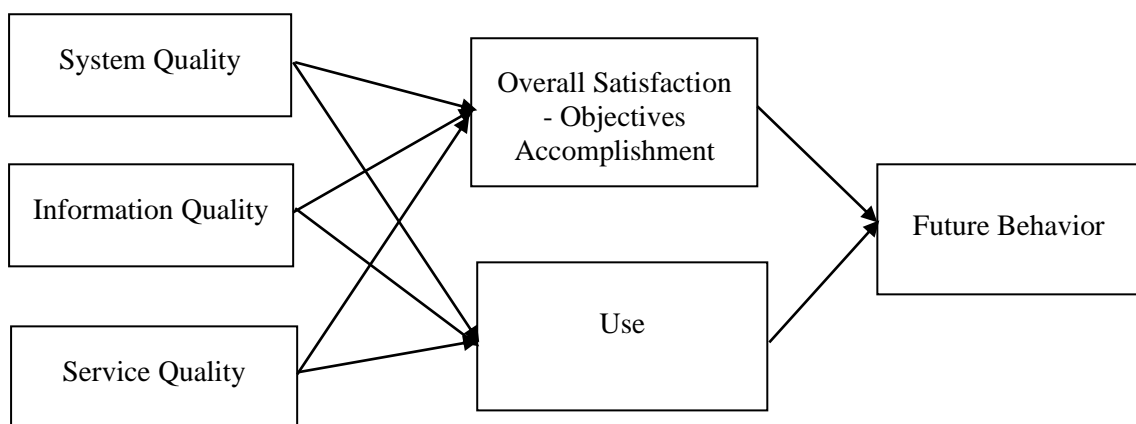 System Quality
Information Quality
Service Quality
Overall Satisfaction
- Objectives
Accomplishment
Use
Future Behavior